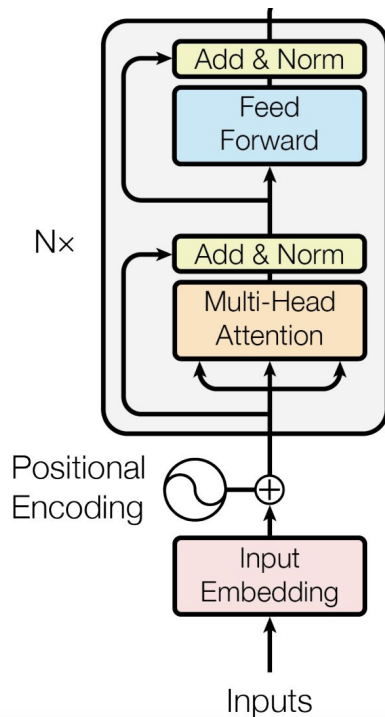 Add & Norm
Feed
Forward
N×
Add & Norm
Multi-Head
Attention
Positional
Encoding
Input
Embedding
Inputs